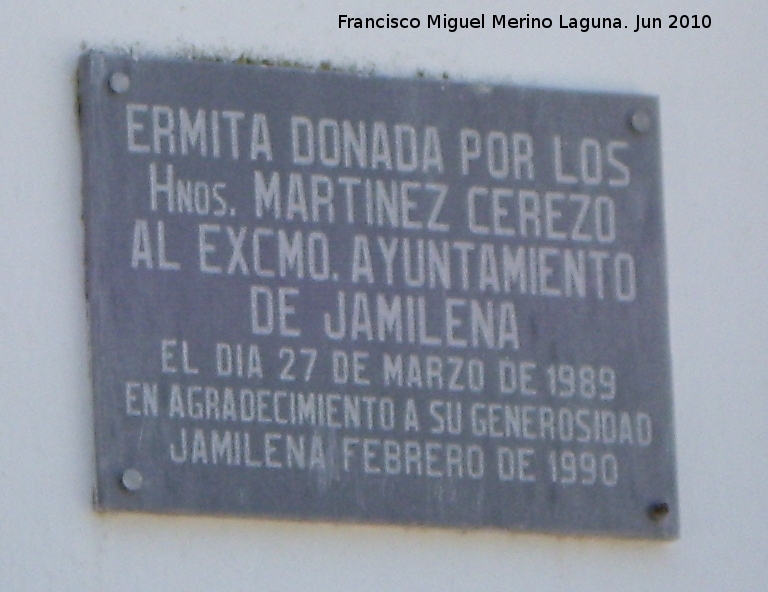 Francisco Miguel Merino Laguna. Jun 2010
ERMITA DONADA POR LOS
HNOS. MARTINEZ CEREZO
AL EXCMO. AYUNTAMIENTO
DE JAMILENA
EL DIA 27 DE MARZO DE 1989
EN AGRADECIMIENTO A SU GENEROSIDAD
JAMILENA FEBRERO DE 1990